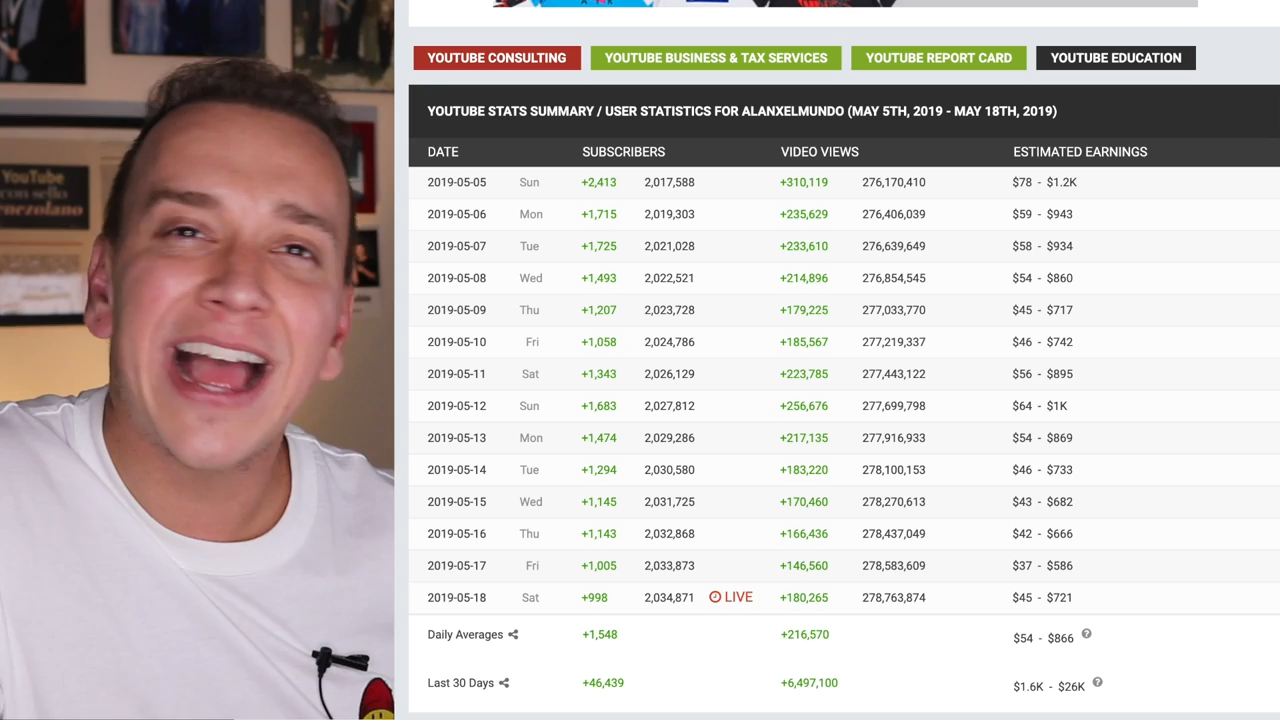 YouTube
con sello
venezolano
YOUTUBE CONSULTING YOUTUBE BUSINESS & TAX SERVICES YOUTUBE REPORT CARD YOUTUBE EDUCATION
YOUTUBE STATS SUMMARY / USER STATISTICS FOR ALANXELMUNDO (MAY 5TH, 2019 - MAY 18TH, 2019)
DATE SUBSCRIBERS VIDEO VIEWS ESTIMATED EARNINGS
2019-05-05 Sun +2,413 2,017,588 +310,119 276,170,410 $78 - $1.2K
2019-05-06 Mon +1,715 2,019,303 +235,629 276,406,039 $59 - $943
2019-05-07 Tue +1,725 2,021,028 +233,610 276,639,649 $58 - $934
2019-05-08 Wed +1,493 2,022,521 +214,896 276,854,545 $54 - $860
2019-05-09 Thu +1,207 2,023,728 +179,225 277,033,770 $45 - $717
2019-05-10 Fri +1,058 2,024,786 +185,567 277,219,337 $46 - $742
2019-05-11 Sat +1,343 2,026,129 +223,785 277,443,122 $56 - $895
2019-05-12 Sun +1,683 2,027,812 +256,676 277,699,798 $64 - $1K
2019-05-13 Mon +1,474 2,029,286 +217,135 277,916,933 $54 - $869
2019-05-14 Tue +1,294 2,030,580 +183,220 278,100,153 $46 - $733
2019-05-15 Wed +1,145 2,031,725 +170,460 278,270,613 $43 - $682
2019-05-16 Thu +1,143 2,032,868 +166,436 278,437,049 $42 - $666
2019-05-17 Fri +1,005 2,033,873 +146,560 278,583,609 $37 - $586
2019-05-18 Sat +998 2,034,871 LIVE +180,265 278,763,874 $45 - $721
Daily Averages +1,548 +216,570 $54 - $866 ?
Last 30 Days +46,439 +6,497,100 $1.6K - $26K ?